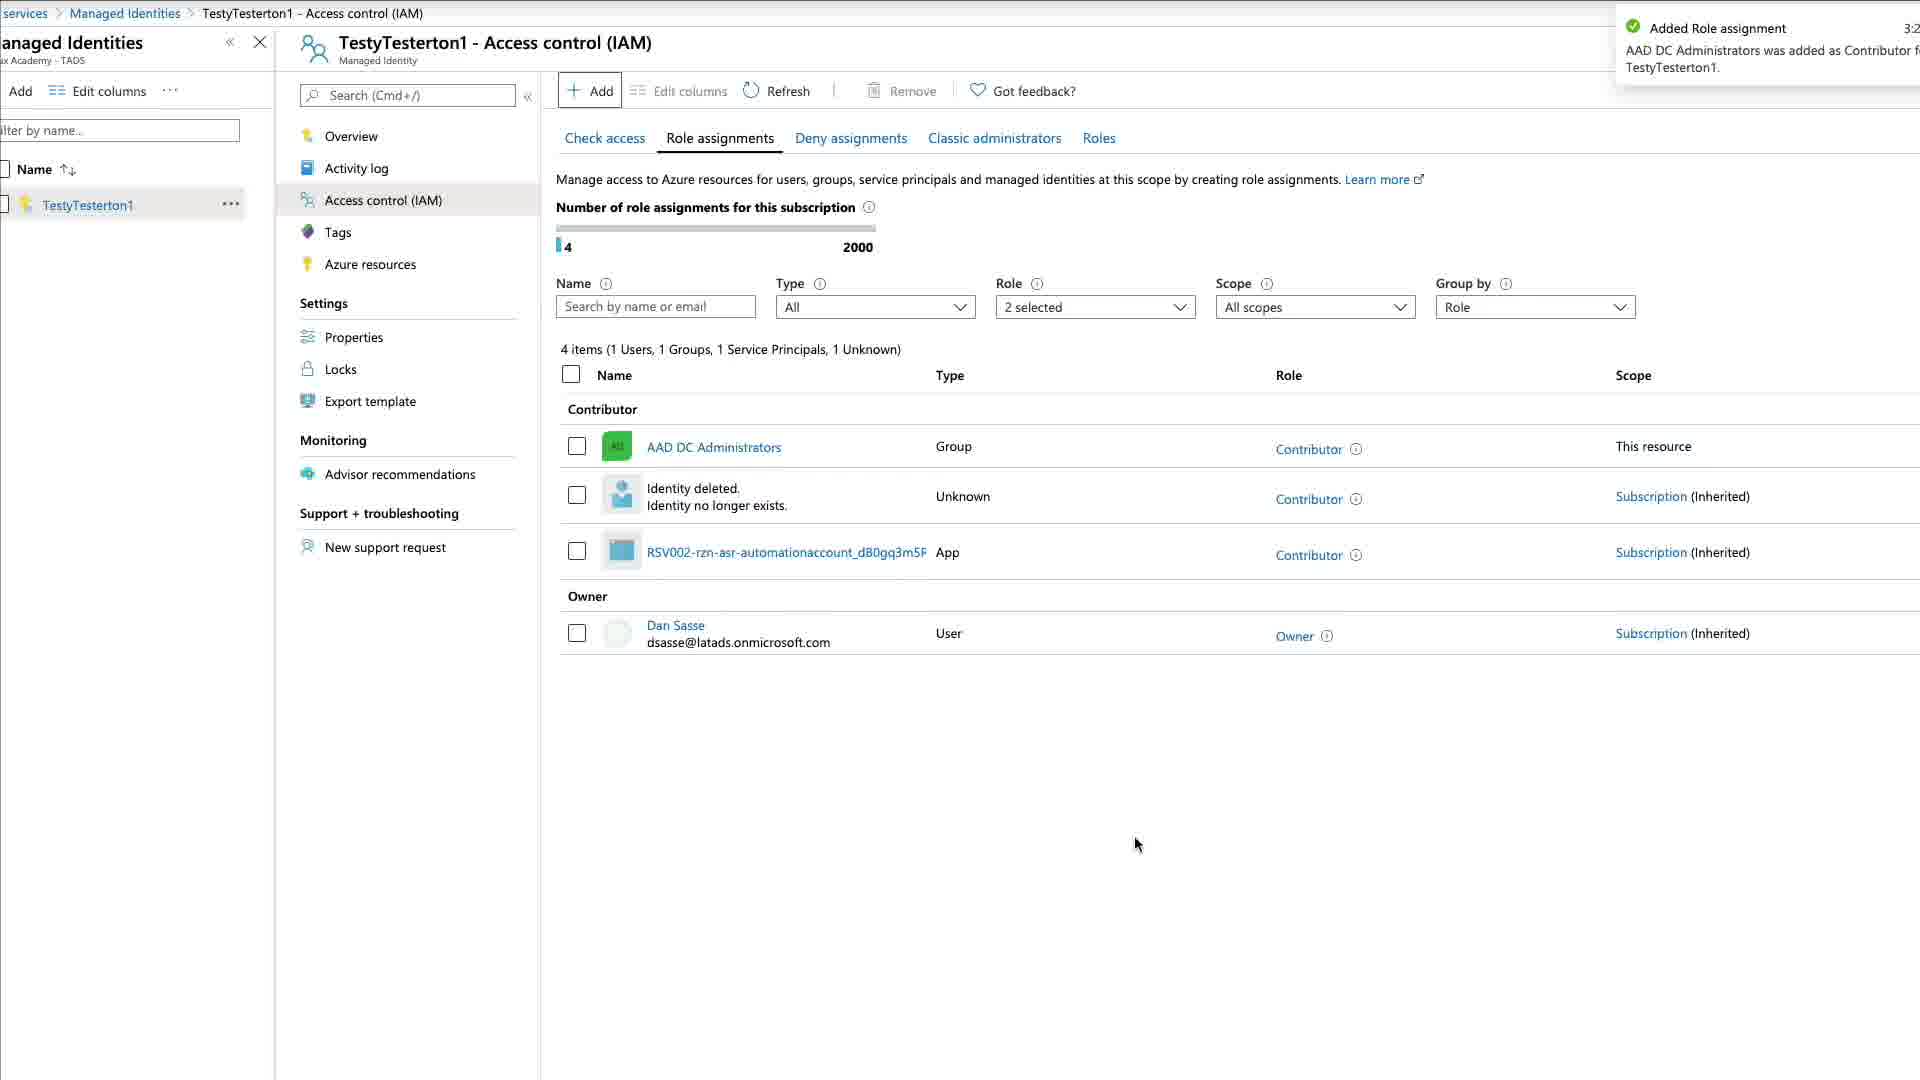 services > Managed Identities > TestyTesterton1 - Access control (IAM)
anaged Identities
ux Academy - TADS
Add Edit columns ...
ilter by name...
Name
TestyTesterton1 ...
TestyTesterton1 - Access control (IAM)
Managed Identity
Search (Cmd+/)
Overview
Activity log
Access control (IAM)
Tags
Azure resources
Settings
Properties
Locks
Export template
Monitoring
Advisor recommendations
Support + troubleshooting
New support request
Add Edit columns Refresh Remove Got feedback?
Check access Role assignments Deny assignments Classic administrators Roles
Manage access to Azure resources for users, groups, service principals and managed identities at this scope by creating role assignments. Learn more
Number of role assignments for this subscription
4 2000
Name Type Role Scope Group by
Search by name or email All 2 selected All scopes Role
4 items (1 Users, 1 Groups, 1 Service Principals, 1 Unknown)
Name Type Role Scope
Contributor
AD AAD DC Administrators Group Contributor This resource
Identity deleted.
Identity no longer exists. Unknown Contributor Subscription (Inherited)
RSV002-rzn-asr-automationaccount_dB0gq3m5F App Contributor Subscription (Inherited)
Owner
Dan Sasse
dsasse@latads.onmicrosoft.com User Owner Subscription (Inherited)
Added Role assignment 3:2
AAD DC Administrators was added as Contributor f
TestyTesterton1.